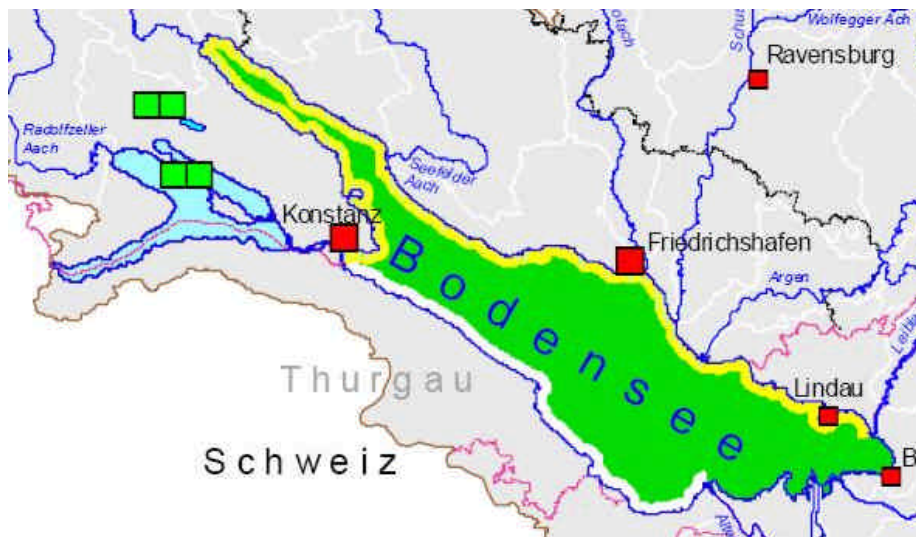 Wolfegger Ach
Ravensburg
Radolfzeller
Aach
Seefelder
Aach
Konstanz
Friedrichshafen
Argen
Bodensee
Thurgau
Lindau
Schweiz
B